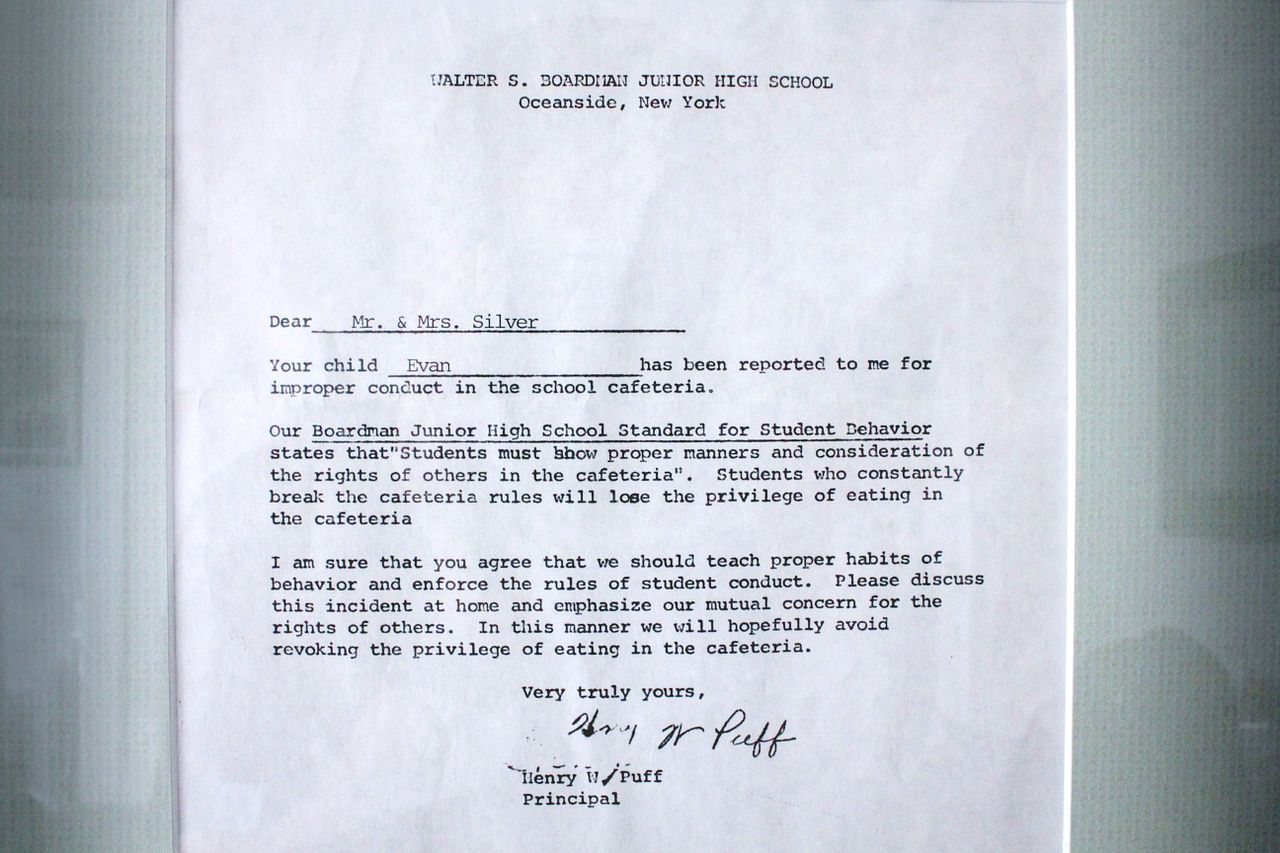 WALTER S. BOARDMAN JUNIOR HIGH SCHOOL
Oceanside, New York
Dear Mr. & Mrs. Silver
Your child Evan has been reported to me for
improper conduct in the school cafeteria.
Our Boardman Junior High School Standard for Student Behavior
states that"Students must show proper manners and consideration of
the rights of others in the cafeteria".  Students who constantly
break the cafeteria rules will lose the privilege of eating in
the cafeteria
I am sure that you agree that we should teach proper habits of
behavior and enforce the rules of student conduct.  Please discuss
this incident at home and emphasize our mutual concern for the
rights of others.  In this manner we will hopefully avoid
revoking the privilege of eating in the cafeteria.
Very truly yours,
Henry W Puff
Henry W. Puff
Principal